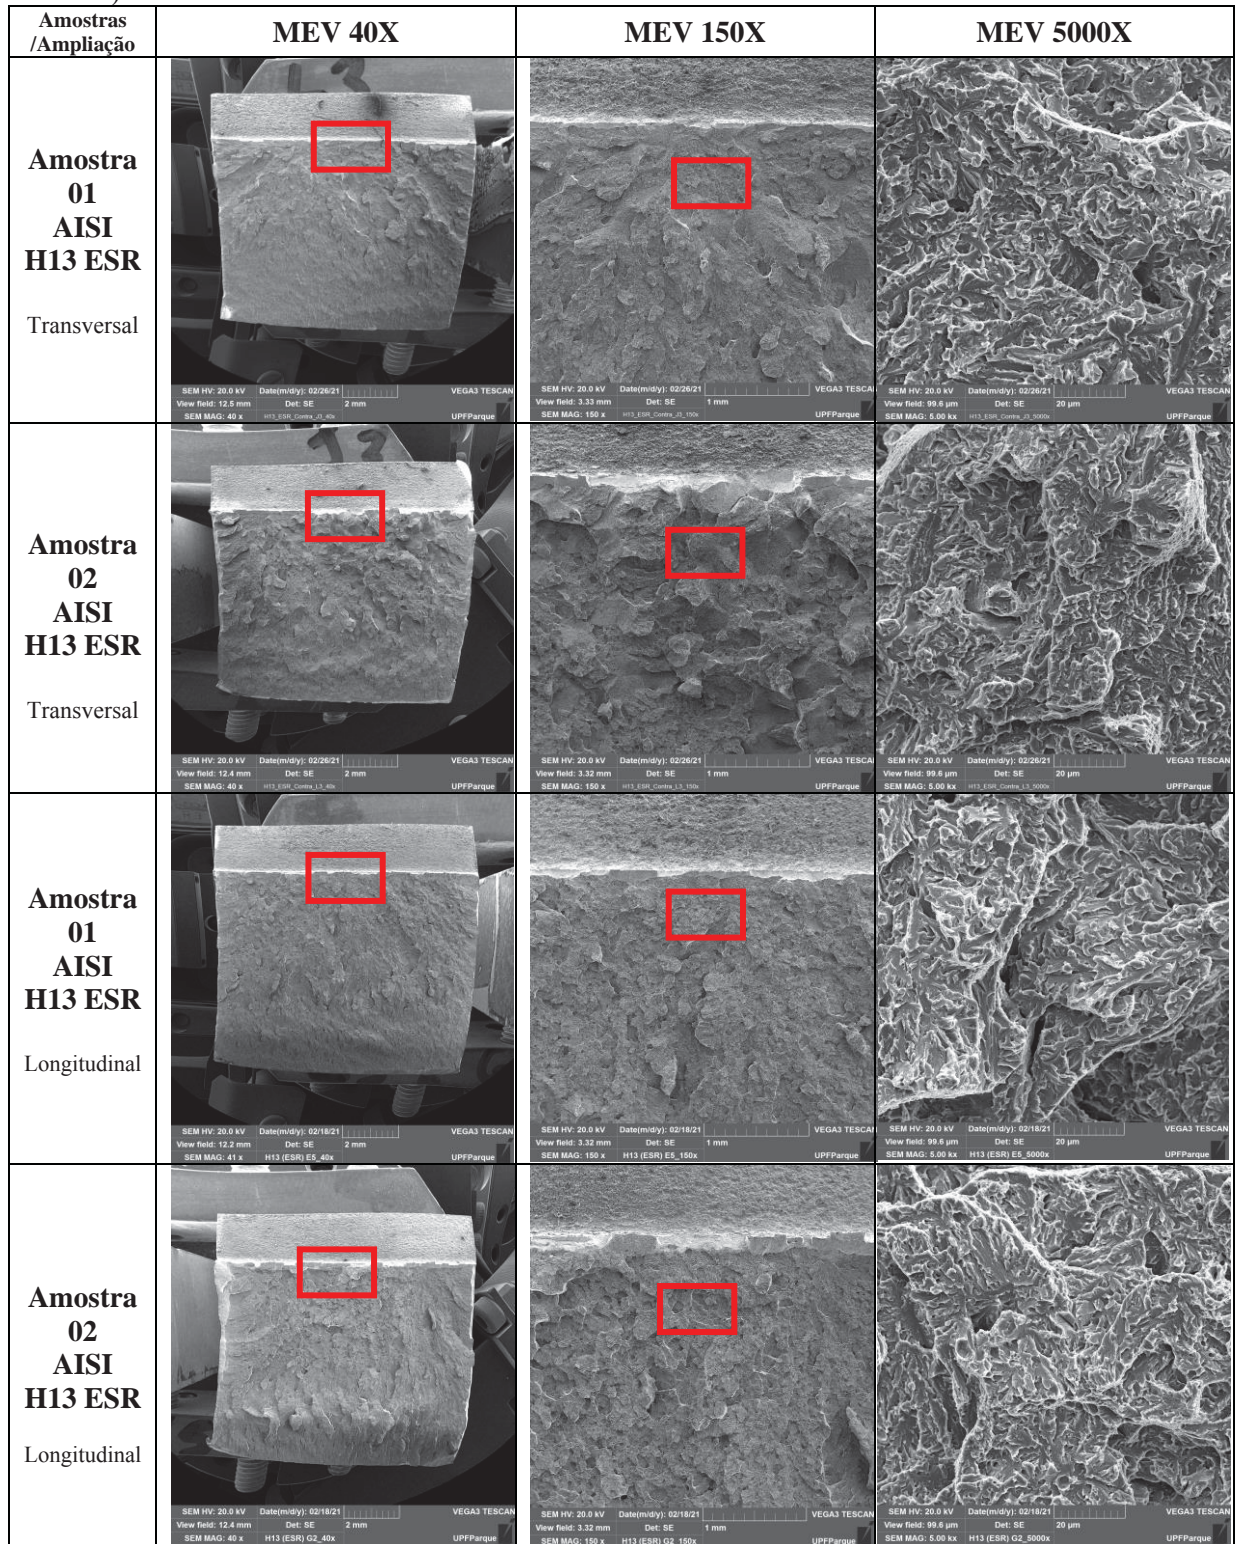 Amostras
/Ampliação
MEV 40X
MEV 150X
MEV 5000X
Amostra
01
AISI
H13 ESR
Transversal
SEM HV: 20.0 kV Date(m/d/y): 02/26/21 VEGA3 TESCAN
View field: 12.5 mm Det: SE 2 mm
SEM MAG: 40 x H13_ESR_Contra_J3_40x UPFParque
SEM HV: 20.0 kV Date(m/d/y): 02/26/21 VEGA3 TESCAN
View field: 3.33 mm Det: SE 1 mm
SEM MAG: 150 x H13_ESR_Contra_J3_150x UPFParque
SEM HV: 20.0 kV Date(m/d/y): 02/26/21 VEGA3 TESCAN
View field: 99.6 µm Det: SE 20 µm
SEM MAG: 5.00 kx H13_ESR_Contra_J3_5000x UPFParque
Amostra
02
AISI
H13 ESR
Transversal
SEM HV: 20.0 kV Date(m/d/y): 02/26/21 VEGA3 TESCAN
View field: 12.4 mm Det: SE 2 mm
SEM MAG: 40 x H13_ESR_Contra_L3_40x UPFParque
SEM HV: 20.0 kV Date(m/d/y): 02/26/21 VEGA3 TESCAN
View field: 3.32 mm Det: SE 1 mm
SEM MAG: 150 x H13_ESR_Contra_L3_150x UPFParque
SEM HV: 20.0 kV Date(m/d/y): 02/26/21 VEGA3 TESCAN
View field: 99.6 µm Det: SE 20 µm
SEM MAG: 5.00 kx H13_ESR_Contra_L3_5000x UPFParque
Amostra
01
AISI
H13 ESR
Longitudinal
SEM HV: 20.0 kV Date(m/d/y): 02/18/21 VEGA3 TESCAN
View field: 12.2 mm Det: SE 2 mm
SEM MAG: 41 x H13 (ESR) E5_40x UPFParque
SEM HV: 20.0 kV Date(m/d/y): 02/18/21 VEGA3 TESCAN
View field: 3.32 mm Det: SE 1 mm
SEM MAG: 150 x H13 (ESR) E5_150x UPFParque
SEM HV: 20.0 kV Date(m/d/y): 02/18/21 VEGA3 TESCAN
View field: 99.6 µm Det: SE 20 µm
SEM MAG: 5.00 kx H13 (ESR) E5_5000x UPFParque
Amostra
02
AISI
H13 ESR
Longitudinal
SEM HV: 20.0 kV Date(m/d/y): 02/18/21 VEGA3 TESCAN
View field: 12.4 mm Det: SE 2 mm
SEM MAG: 40 x H13 (ESR) G2_40x UPFParque
SEM HV: 20.0 kV Date(m/d/y): 02/18/21 VEGA3 TESCAN
View field: 3.32 mm Det: SE 1 mm
SEM MAG: 150 x H13 (ESR) G2_150x UPFParque
SEM HV: 20.0 kV Date(m/d/y): 02/18/21 VEGA3 TESCAN
View field: 99.6 µm Det: SE 20 µm
SEM MAG: 5.00 kx H13 (ESR) G2_5000x UPFParque